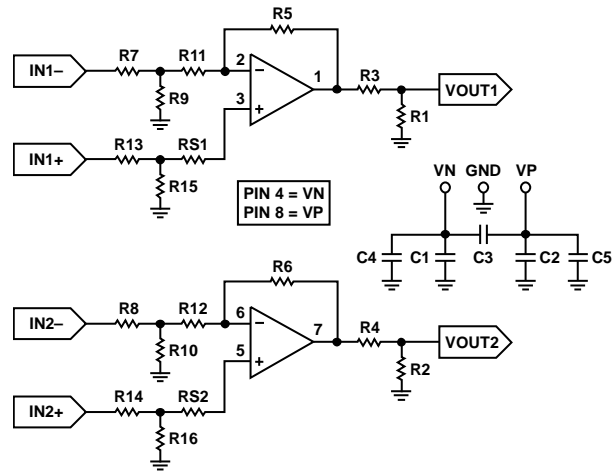 R5
IN1– R7 R11 2 – 1 R3 VOUT1
R9 3 + R1
IN1+ R13 RS1
R15
PIN 4 = VN
PIN 8 = VP
VN GND VP
C4 C1 C3 C2 C5
R6
IN2– R8 R12 6 – 7 R4 VOUT2
R10 5 + R2
IN2+ R14 RS2
R16